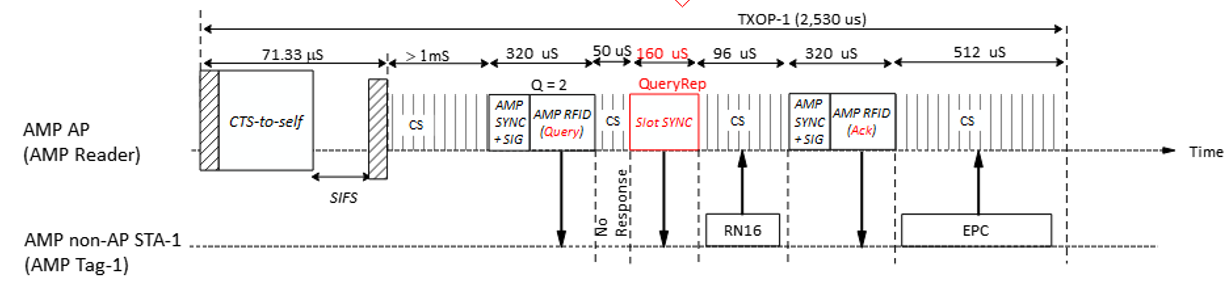 TXOP-1 (2,530 us)
71.33 µS
> 1mS
320 uS
50 uS
160 uS
96 uS
320 uS
512 uS
Q = 2
QueryRep
AMP AP
(AMP Reader)
CTS-to-self
SIFS
CS
AMP
SYNC
+ SIG
AMP RFID
(Query)
CS
Slot SYNC
CS
AMP
SYNC
+ SIG
AMP RFID
(Ack)
CS
Time
No
Response
RN16
EPC
AMP non-AP STA-1
(AMP Tag-1)